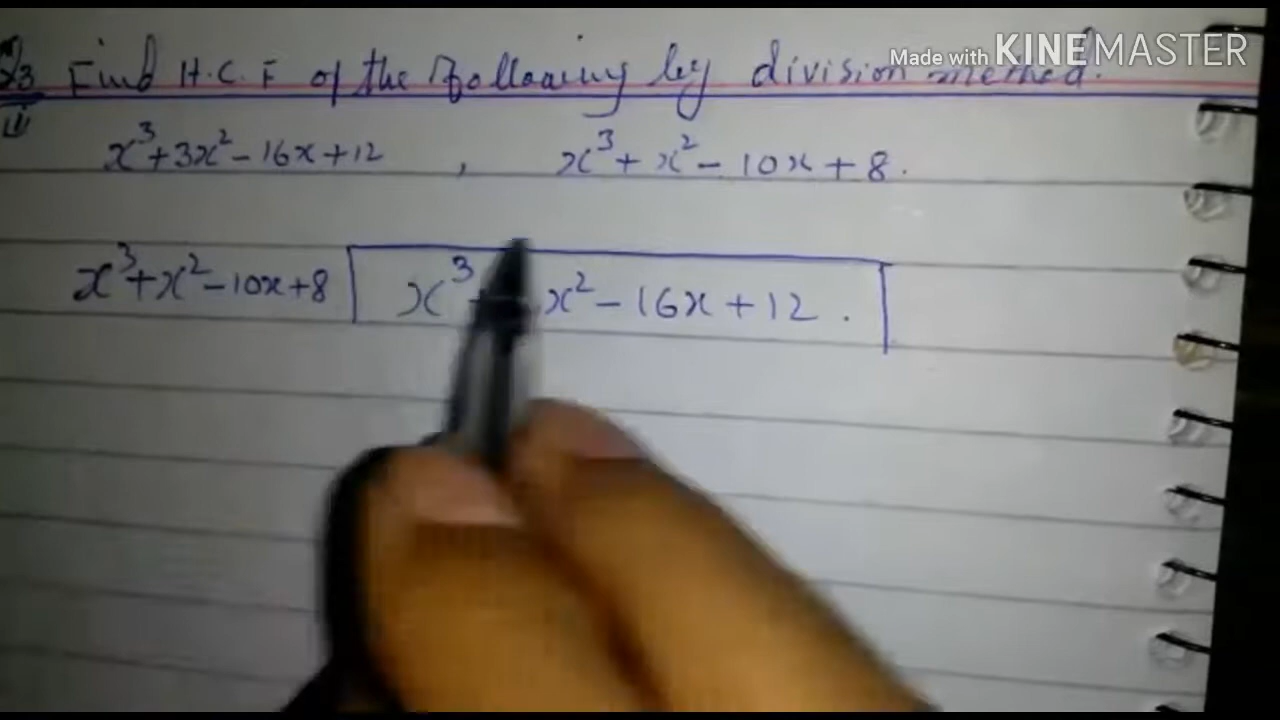 Made with KINEMASTER
Q3 Find H.C.F of the following by division method.
x³+3x²-16x+12 , x³+x²-10x+8.
x³+x²-10x+8 x³ x²-16x+12.